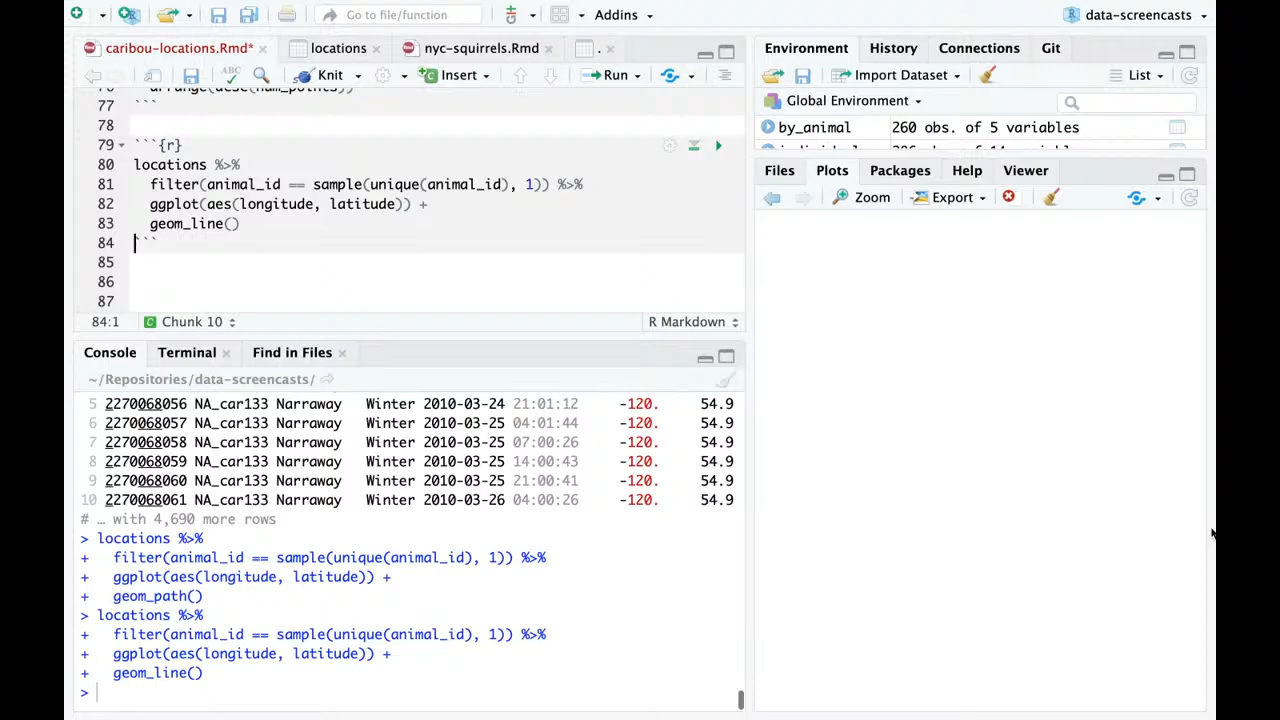 Go to file/function
Addins
data-screencasts
caribou-locations.Rmd*
locations
nyc-squirrels.Rmd
.
ABC
Knit
Insert
Run
arrange(desc(num_points))
77 ```
78
79 ```{r}
80 locations %>%
81 filter(animal_id == sample(unique(animal_id), 1)) %>%
82 ggplot(aes(longitude, latitude)) +
83 geom_line()
84 ```
85
86
87
84:1 Chunk 10 R Markdown
Console Terminal Find in Files
~/Repositories/data-screencasts/
5 2270068056 NA_car133 Narraway Winter 2010-03-24 21:01:12 -120. 54.9
6 2270068057 NA_car133 Narraway Winter 2010-03-25 04:01:44 -120. 54.9
7 2270068058 NA_car133 Narraway Winter 2010-03-25 07:00:26 -120. 54.9
8 2270068059 NA_car133 Narraway Winter 2010-03-25 14:00:43 -120. 54.9
9 2270068060 NA_car133 Narraway Winter 2010-03-25 21:00:41 -120. 54.9
10 2270068061 NA_car133 Narraway Winter 2010-03-26 04:00:26 -120. 54.9
# … with 4,690 more rows
> locations %>%
+ filter(animal_id == sample(unique(animal_id), 1)) %>%
+ ggplot(aes(longitude, latitude)) +
+ geom_path()
> locations %>%
+ filter(animal_id == sample(unique(animal_id), 1)) %>%
+ ggplot(aes(longitude, latitude)) +
+ geom_line()
>
Environment History Connections Git
Import Dataset List
Global Environment
by_animal 260 obs. of 5 variables
Files Plots Packages Help Viewer
Zoom Export